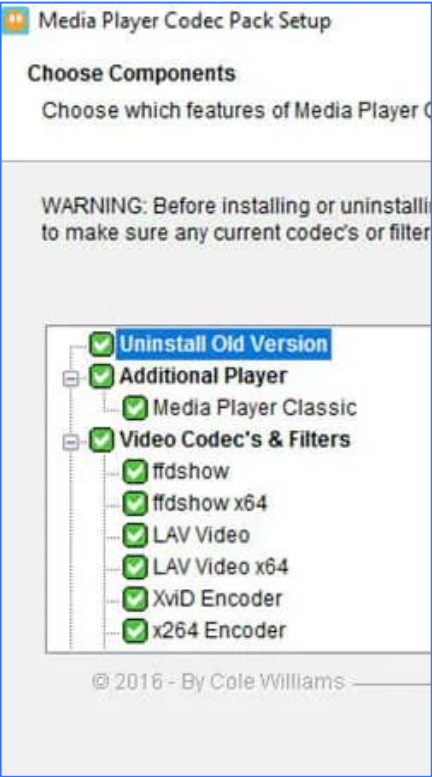 Media Player Codec Pack Setup
Choose Components
Choose which features of Media Player
WARNING: Before installing or
to make sure any current codec's or filter
Uninstall Old Version
Additional Player
Media Player Classic
Video Codec's & Filters
ffdshow
ffdshow x64
LAV Video
LAV Video x64
XviD Encoder
x264 Encoder
© 2016 - By Cole Williams